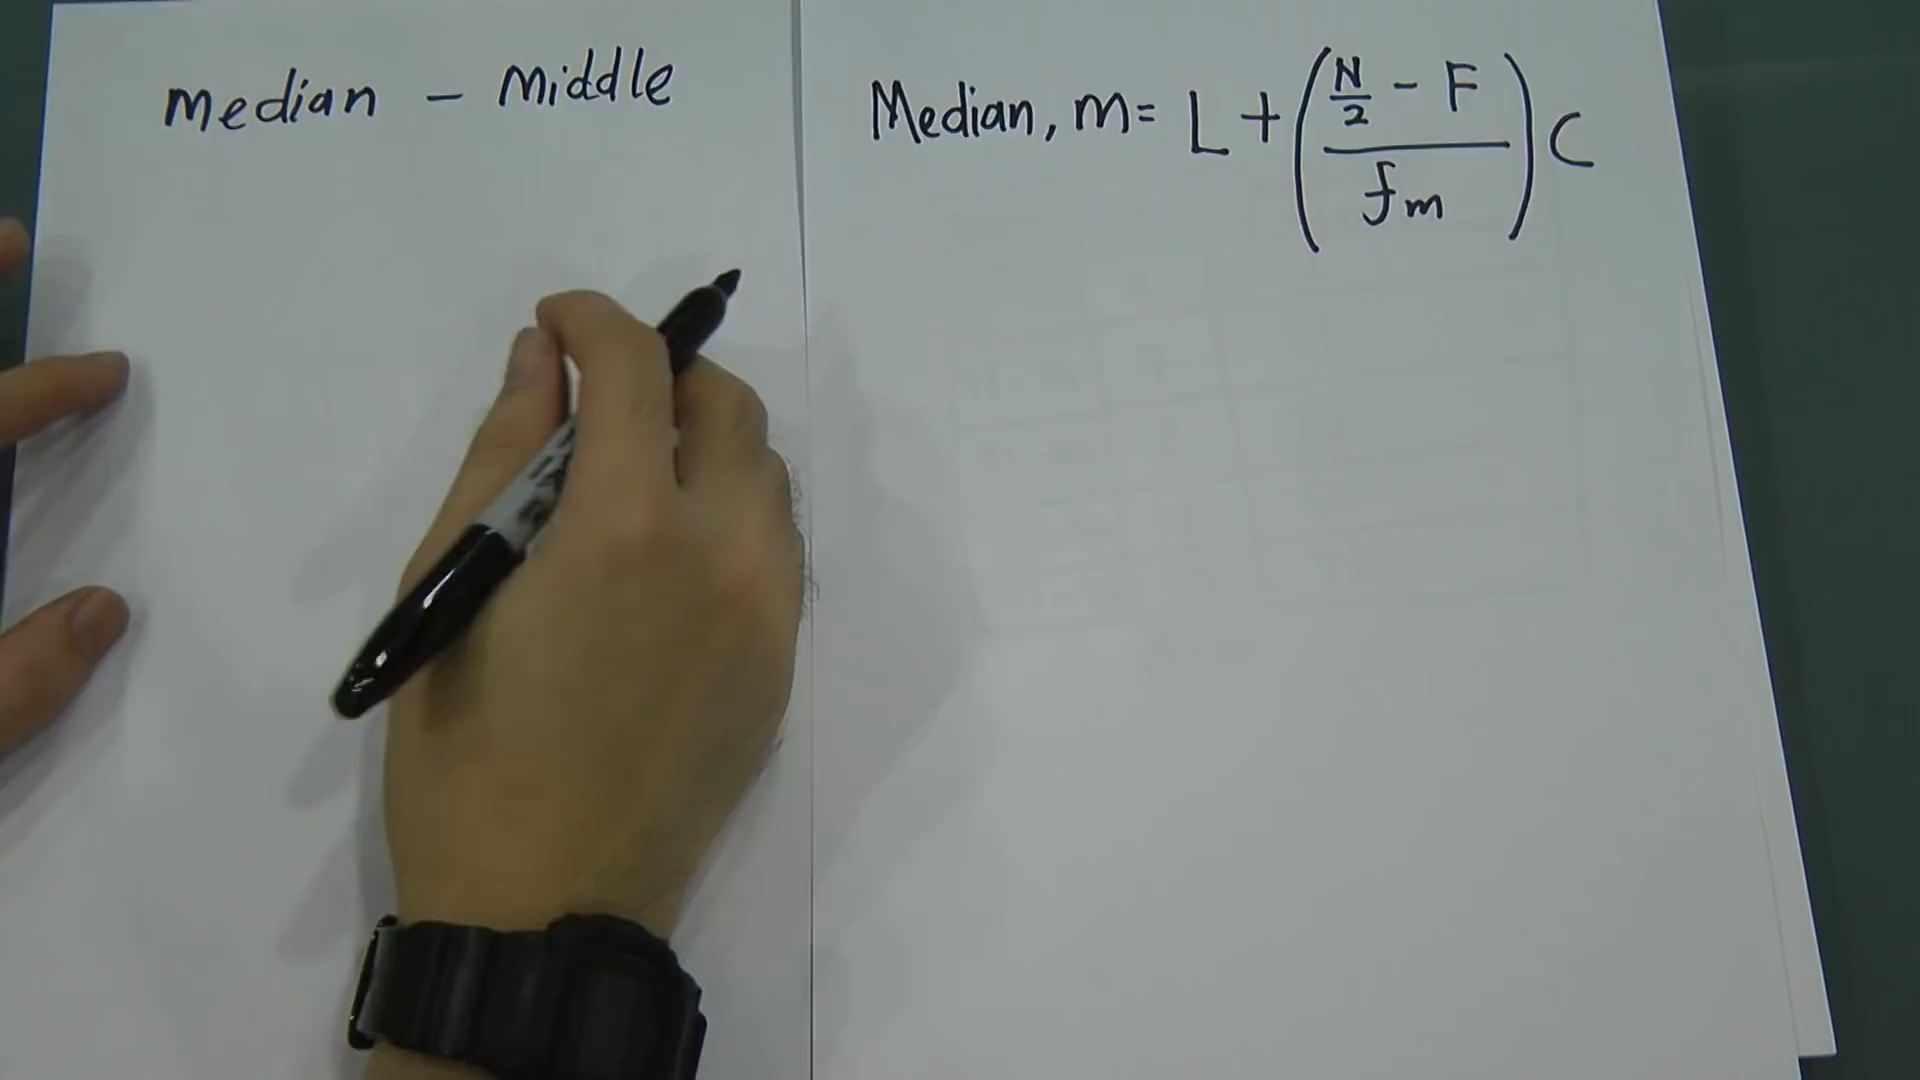 Median - Middle
Median, m = L + ((N/2 - F)/fm) C